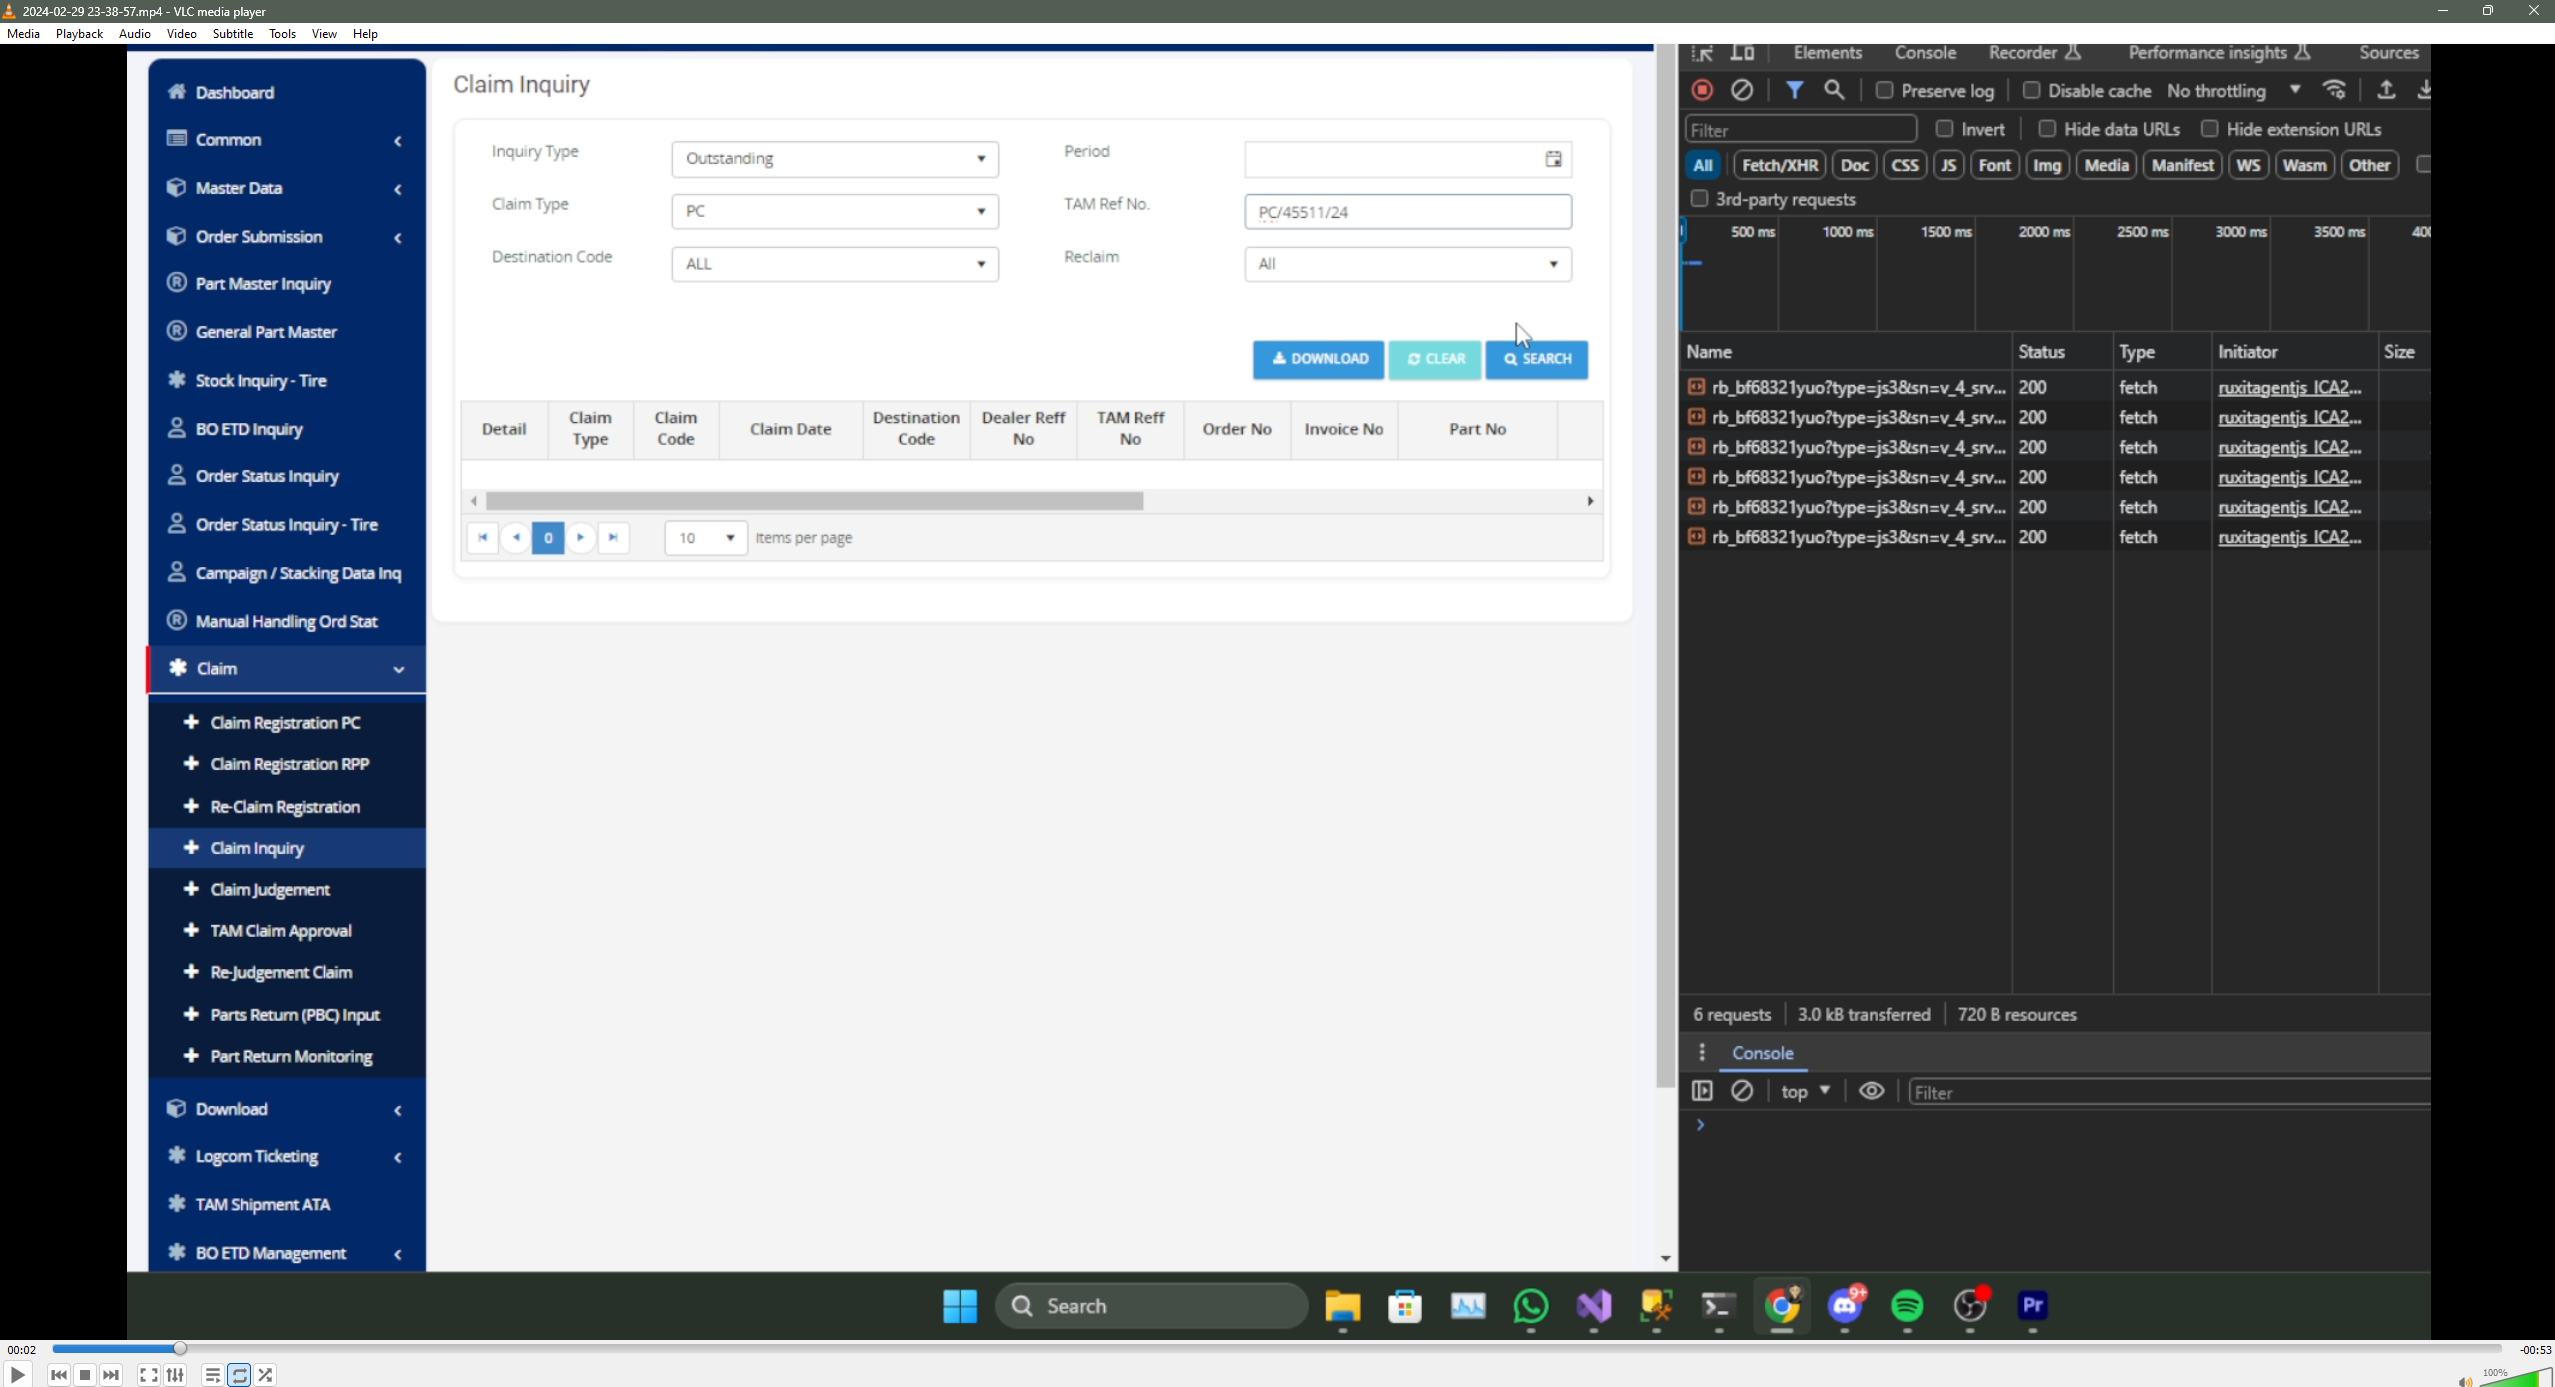 2024-02-29 23-38-57.mp4 - VLC media player
Media Playback Audio Video Subtitle Tools View Help
Dashboard
Common
Master Data
Order Submission
Part Master Inquiry
General Part Master
Stock Inquiry - Tire
BO ETD Inquiry
Order Status Inquiry
Order Status Inquiry - Tire
Campaign / Stacking Data Inq
Manual Handling Ord Stat
Claim
Claim Registration PC
Claim Registration RPP
Re-Claim Registration
Claim Inquiry
Claim Judgement
TAM Claim Approval
Re-Judgement Claim
Parts Return (PBC) Input
Part Return Monitoring
Download
Logcom Ticketing
TAM Shipment ATA
BO ETD Management
Claim Inquiry
Inquiry Type Outstanding Period
Claim Type PC TAM Ref No. PC/45511/24
Destination Code ALL Reclaim All
DOWNLOAD CLEAR SEARCH
Detail Claim Type Claim Code Claim Date Destination Code Dealer Reff No TAM Reff No Order No Invoice No Part No
0 10 Items per page
Elements Console Recorder Performance insights Sources
Preserve log Disable cache No throttling
Filter Invert Hide data URLs Hide extension URLs
All Fetch/XHR Doc CSS JS Font Img Media Manifest WS Wasm Other
3rd-party requests
500 ms 1000 ms 1500 ms 2000 ms 2500 ms 3000 ms 3500 ms 400
Name Status Type Initiator Size
rb_bf68321yuo?type=js3&sn=v_4_srv... 200 fetch ruxitagentjs_ICA2...
rb_bf68321yuo?type=js3&sn=v_4_srv... 200 fetch ruxitagentjs_ICA2...
rb_bf68321yuo?type=js3&sn=v_4_srv... 200 fetch ruxitagentjs_ICA2...
rb_bf68321yuo?type=js3&sn=v_4_srv... 200 fetch ruxitagentjs_ICA2...
rb_bf68321yuo?type=js3&sn=v_4_srv... 200 fetch ruxitagentjs_ICA2...
rb_bf68321yuo?type=js3&sn=v_4_srv... 200 fetch ruxitagentjs_ICA2...
6 requests 3.0 kB transferred 720 B resources
Console
top Filter
Search
9+
Pr
00:02 -00:53
100%